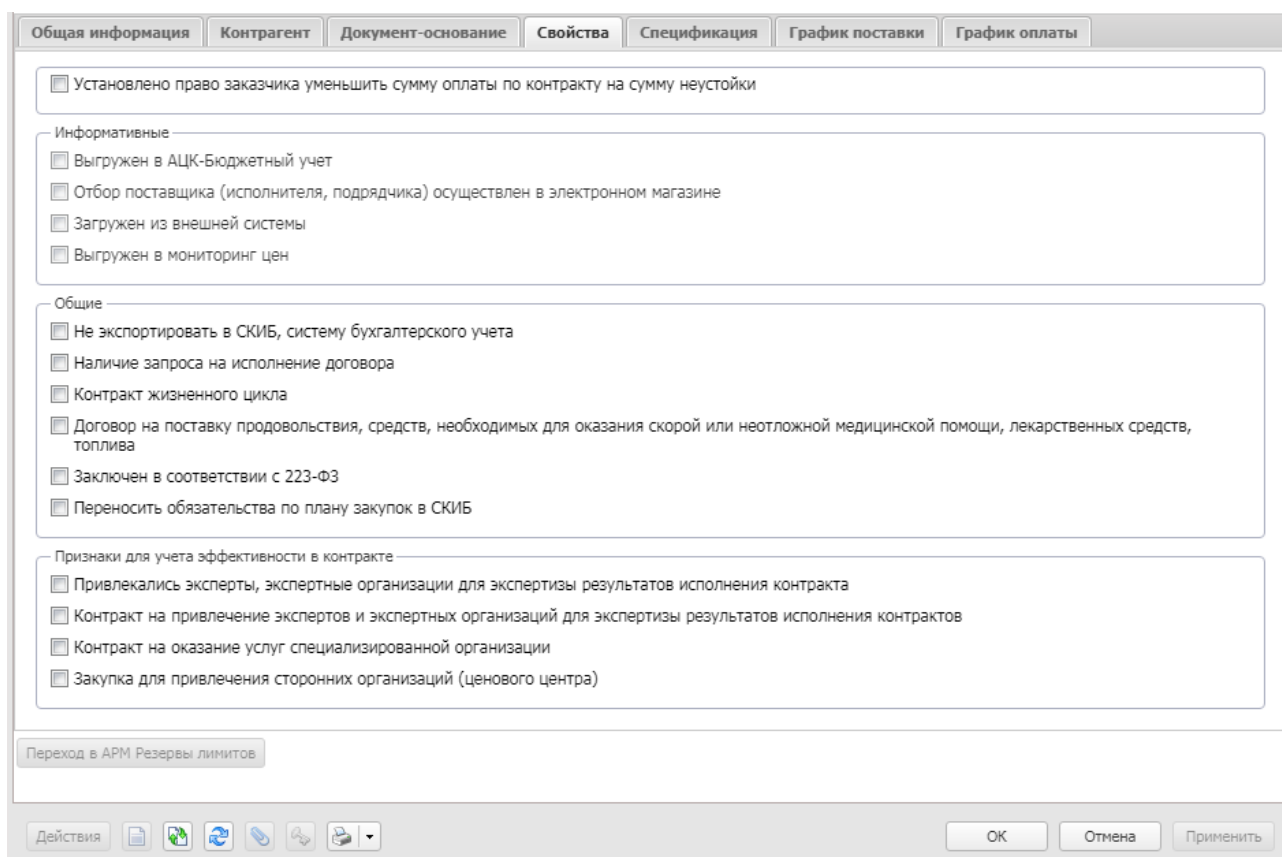 Общая информация Контрагент Документ-основание Свойства Спецификация График поставки График оплаты
Установлено право заказчика уменьшить сумму оплаты по контракту на сумму неустойки
Информативные
Выгружен в АЦК-Бюджетный учет
Отбор поставщика (исполнителя, подрядчика) осуществлен в электронном магазине
Загружен из внешней системы
Выгружен в мониторинг цен
Общие
Не экспортировать в СКИБ, систему бухгалтерского учета
Наличие запроса на исполнение договора
Контракт жизненного цикла
Договор на поставку продовольствия, средств, необходимых для оказания скорой или неотложной медицинской помощи, лекарственных средств,
топлива
Заключен в соответствии с 223-ФЗ
Переносить обязательства по плану закупок в СКИБ
Признаки для учета эффективности в контракте
Привлекались эксперты, экспертные организации для экспертизы результатов исполнения контракта
Контракт на привлечение экспертов и экспертных организаций для экспертизы результатов исполнения контрактов
Контракт на оказание услуг специализированной организации
Закупка для привлечения сторонних организаций (ценового центра)
Переход в АРМ Резервы лимитов
Действия ОК Отмена Применить